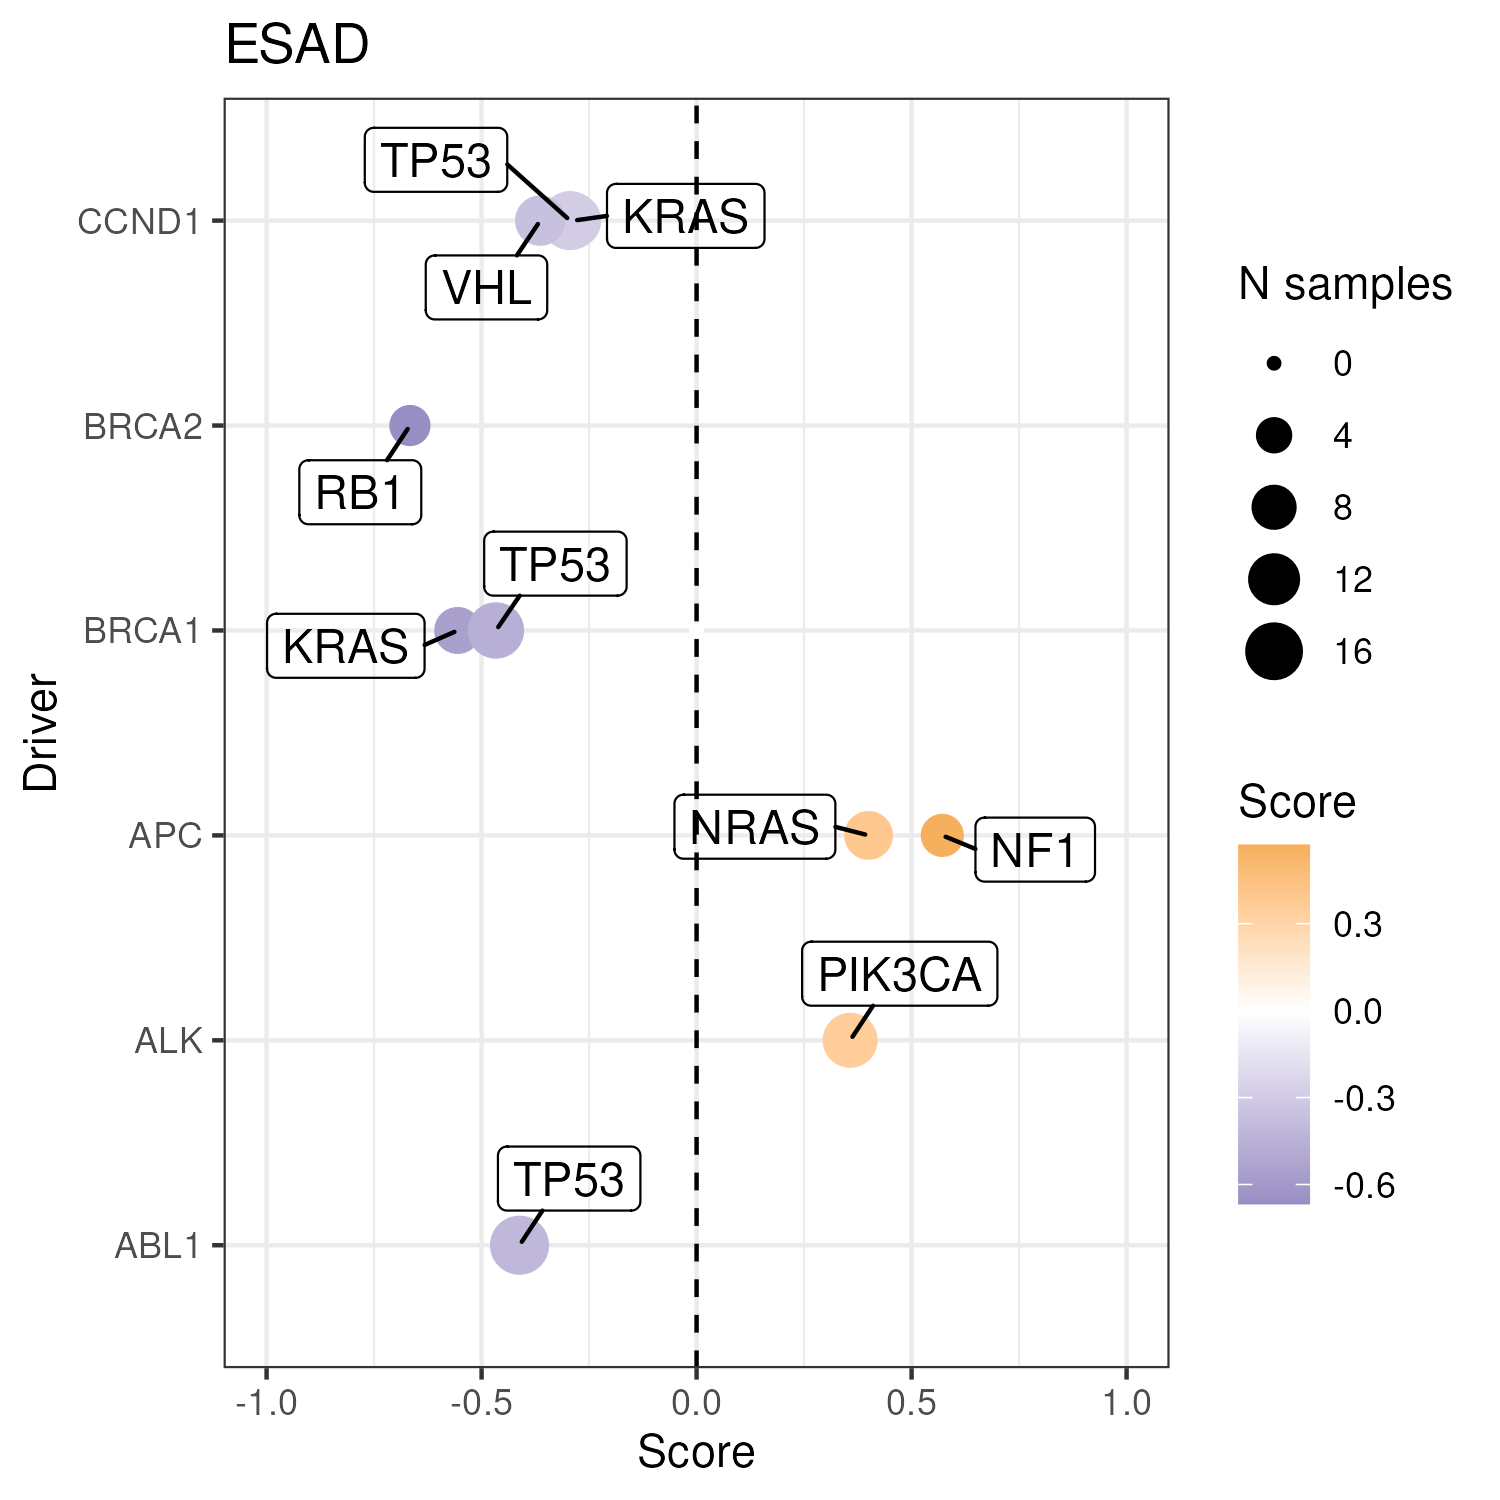 ESAD
TP53
KRAS
CCND1
VHL
BRCA2
RB1
TP53
BRCA1
KRAS
NRAS
APC
NF1
PIK3CA
ALK
TP53
ABL1
Driver
-1.0
-0.5
0.0
0.5
1.0
Score
N samples
0
4
8
12
16
Score
0.3
0.0
-0.3
-0.6